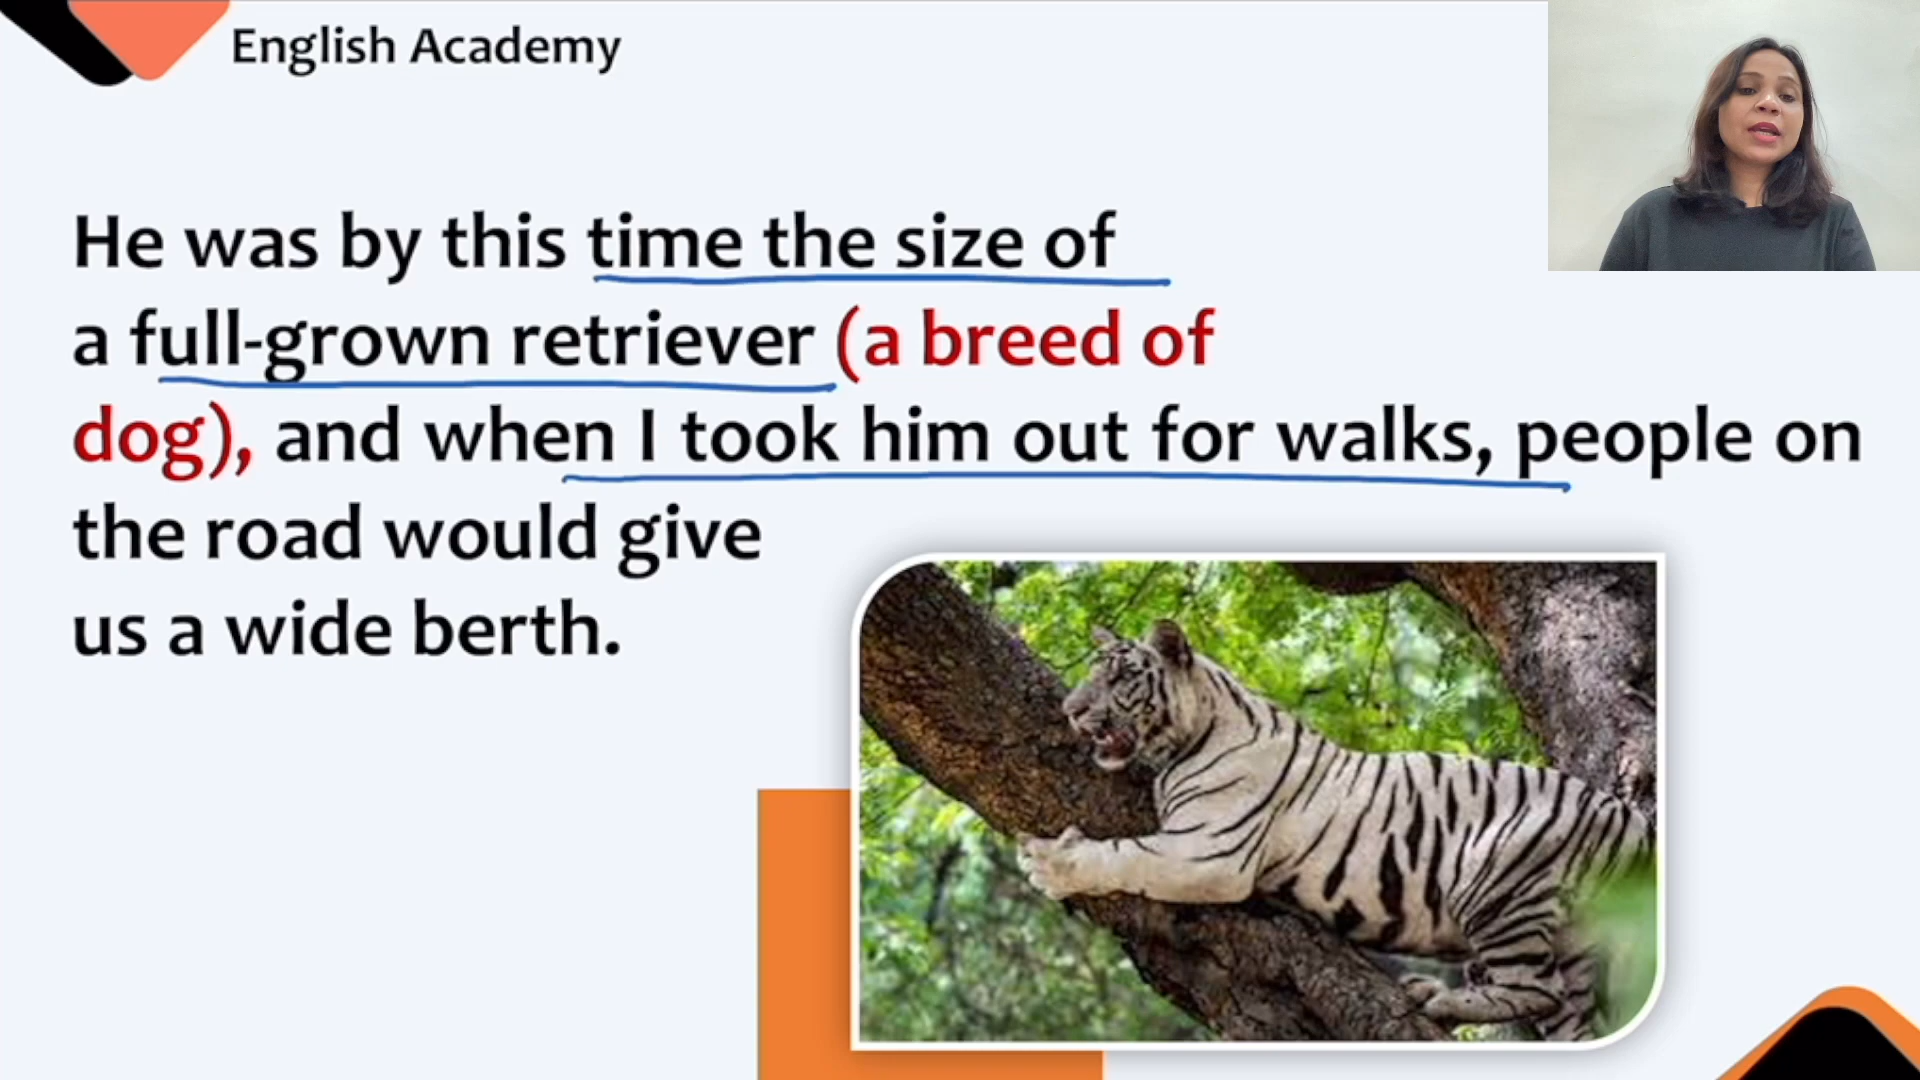 English Academy
He was by this time the size of
a full-grown retriever (a breed of
dog), and when I took him out for walks, people on
the road would give
us a wide berth.